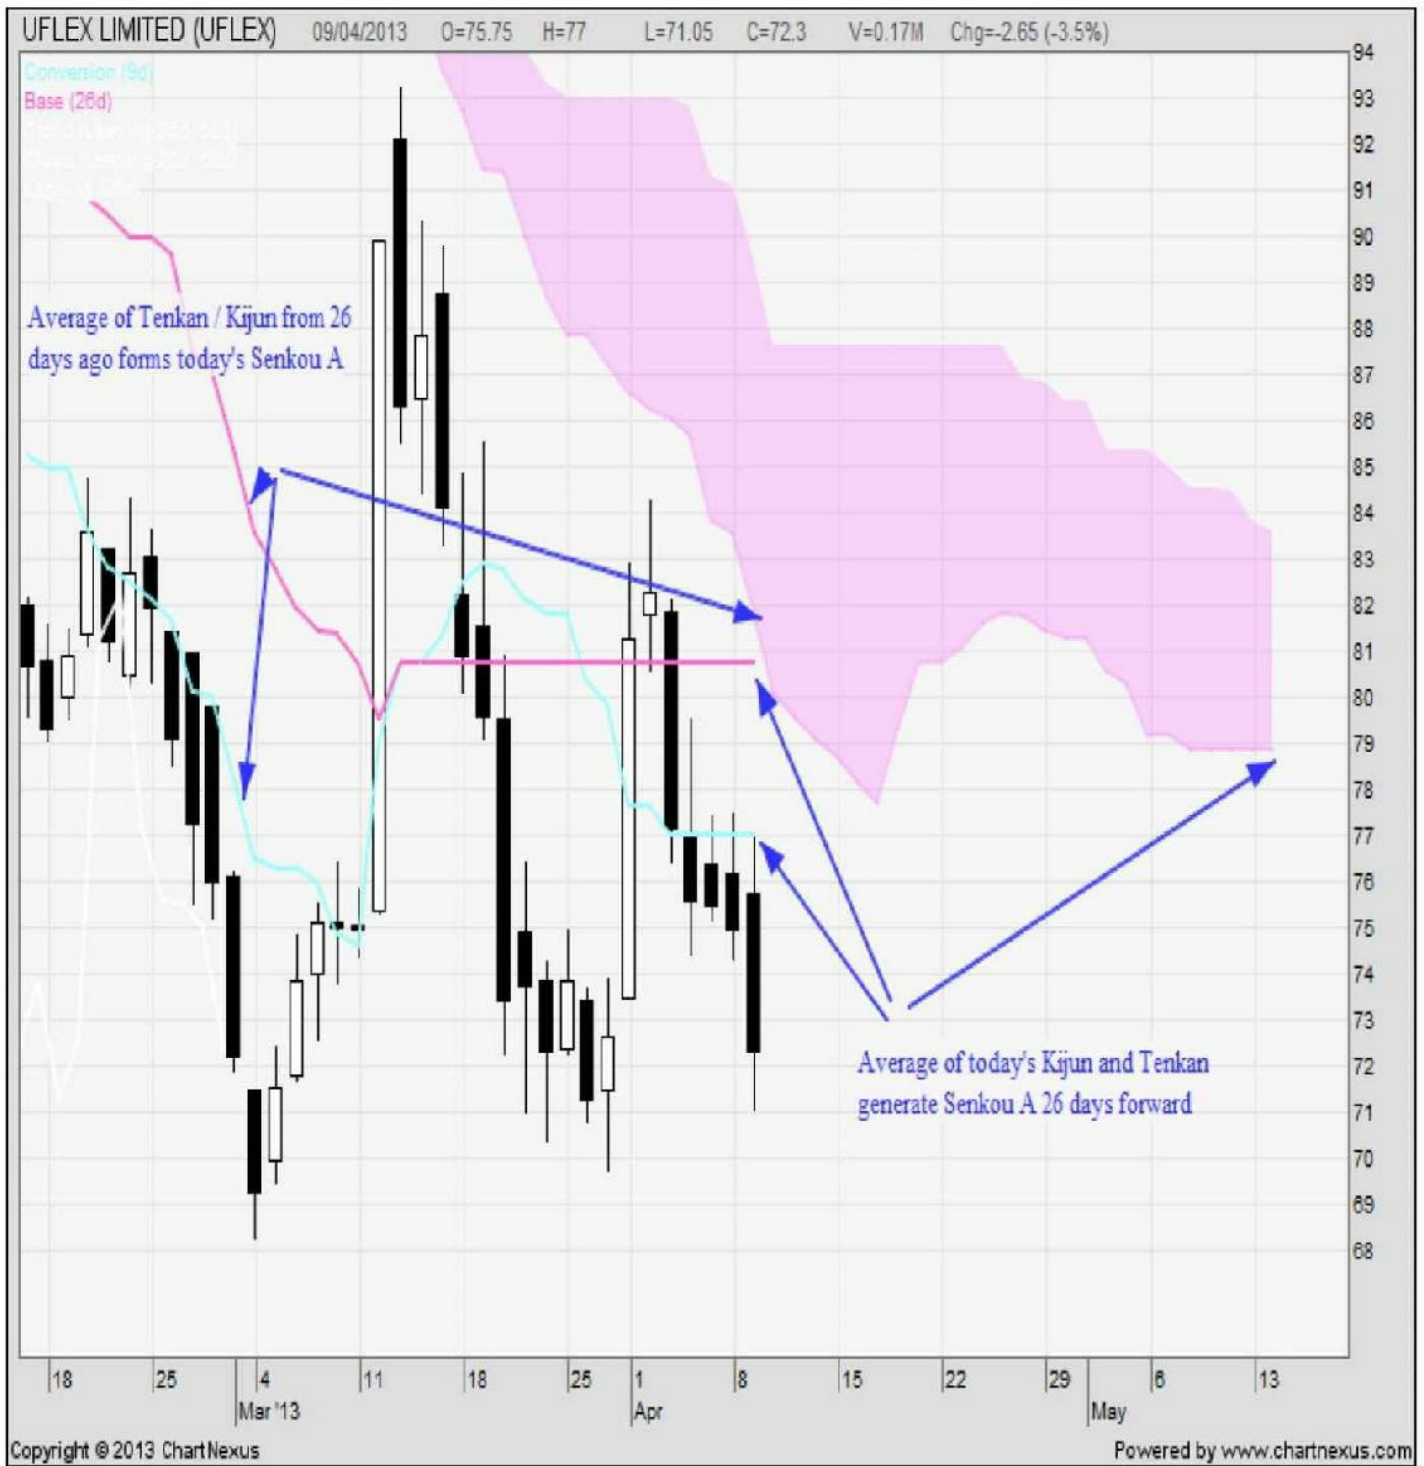 UFLEX LIMITED (UFLEX) 09/04/2013 O=75.75 H=77 L=71.05 C=72.3 V=0.17M Chg=-2.65 (-3.5%)
Conversion (9d)
Base (26d)
94
93
92
91
90
89
88
87
86
85
84
83
82
81
80
79
78
77
76
75
74
73
72
71
70
69
68
Average of Tenkan / Kijun from 26
days ago forms today's Senkou A
Average of today's Kijun and Tenkan
generate Senkou A 26 days forward
18 25 4 11 18 25 1 8 15 22 29 6 13
Mar '13 Apr May
Copyright © 2013 ChartNexus Powered by www.chartnexus.com